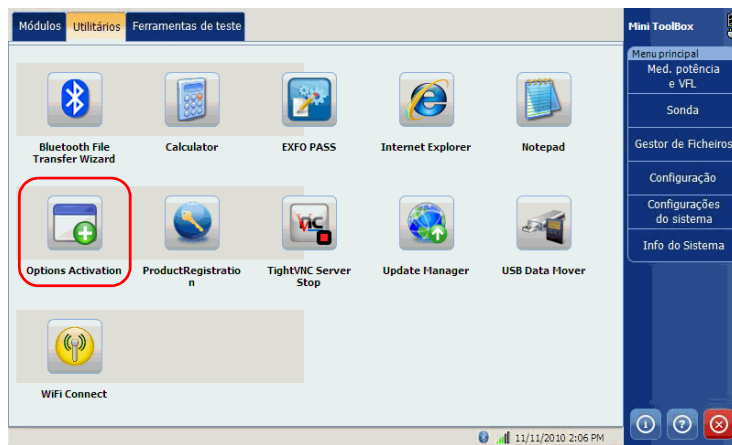 Módulos Utilitários Ferramentas de teste
Mini ToolBox
Menu principal
Med. potência
e VFL
Sonda
Gestor de Ficheiros
Configuração
Configurações
do sistema
Info do Sistema
Bluetooth File
Transfer Wizard
Calculator
EXFO PASS
Internet Explorer
Notepad
Options Activation
ProductRegistratio
n
VNC
TightVNC Server
Stop
Update Manager
USB Data Mover
WiFi Connect
11/11/2010 2:06 PM